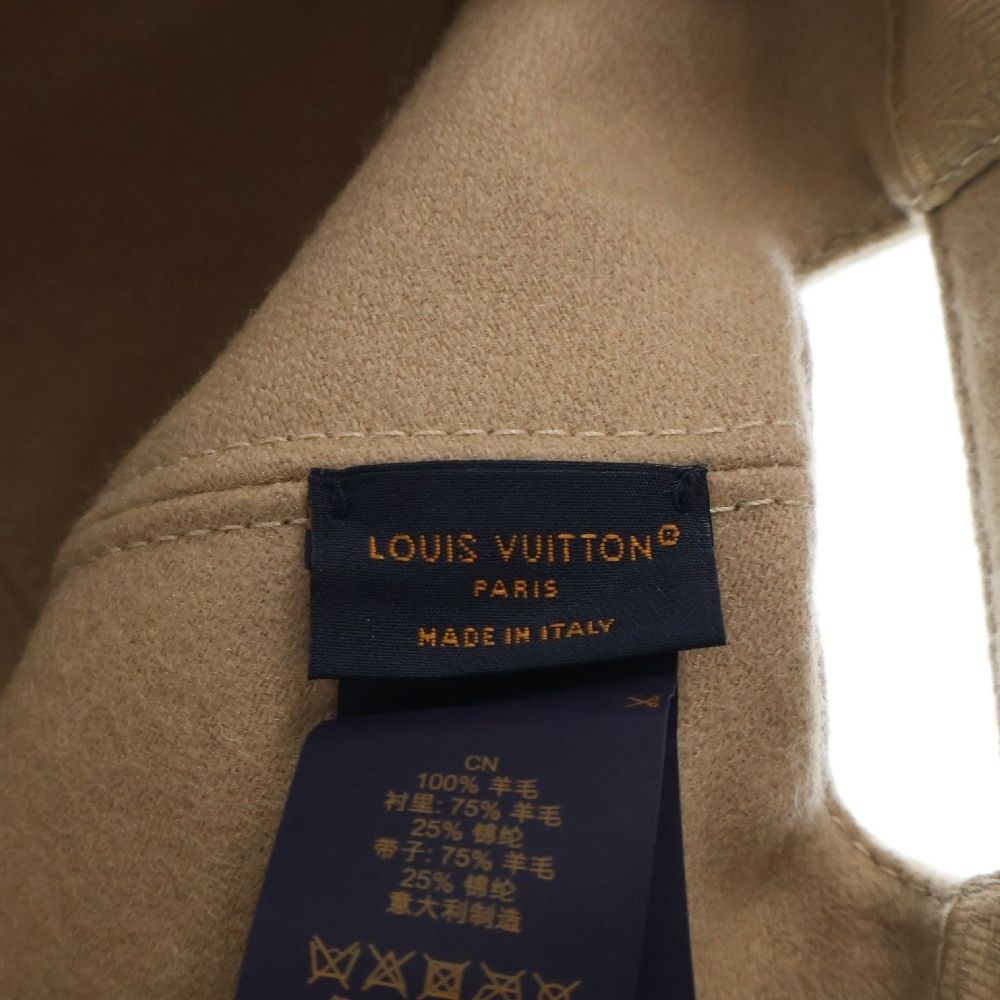 LOUIS VUITTON®
PARIS
MADE IN ITALY
CN
100% 羊毛
衬里: 75% 羊毛
25% 锦纶
带子: 75% 羊毛
25% 锦纶
意大利制造